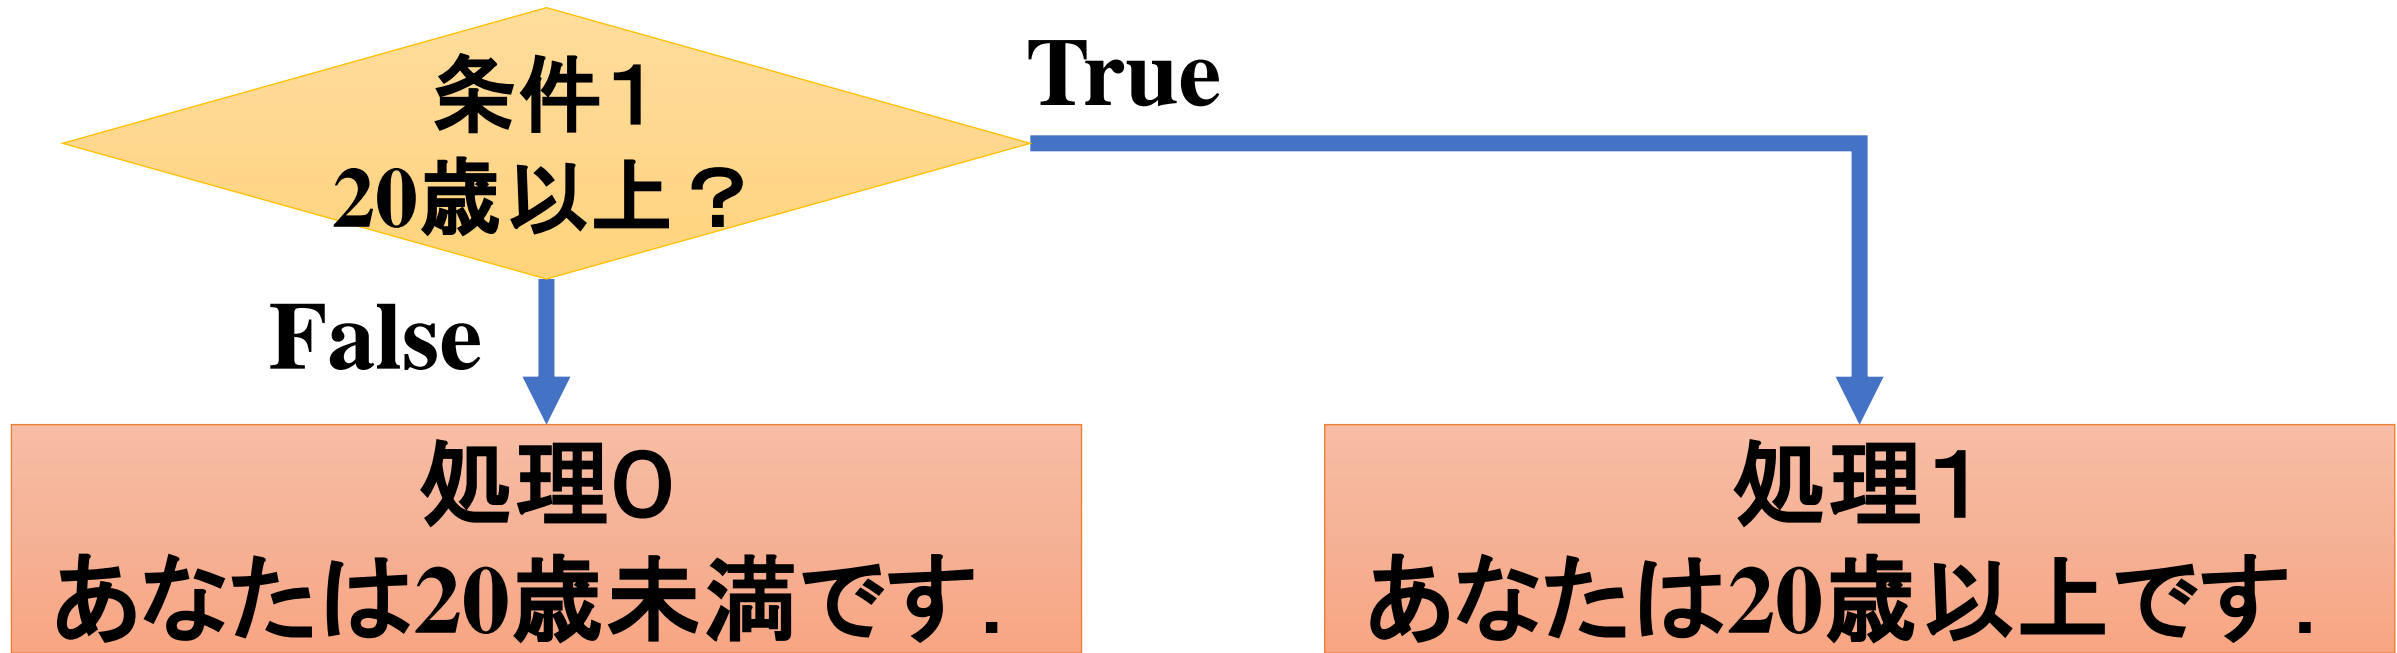 条件１
20歳以上？
True
False
処理０
あなたは20歳未満です．
処理１
あなたは20歳以上です．